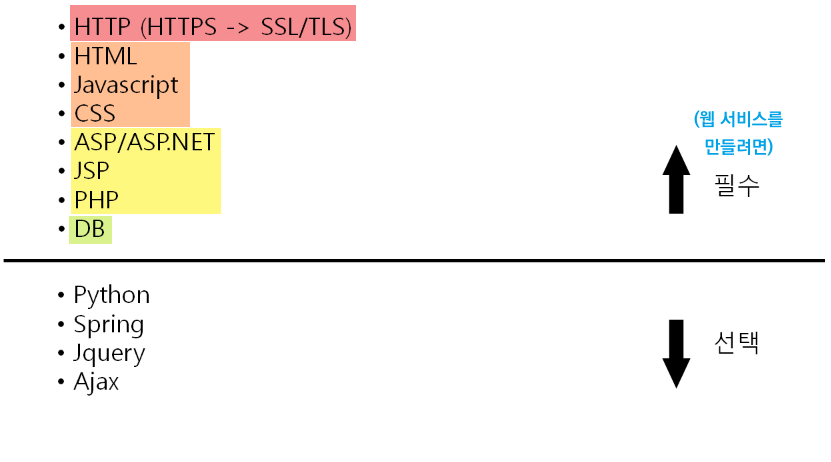 • HTTP (HTTPS -> SSL/TLS)
• HTML
• Javascript
• CSS
• ASP/ASP.NET
• JSP
• PHP
• DB
(웹 서비스를
만들려면)
필수
• Python
• Spring
• Jquery
• Ajax
선택